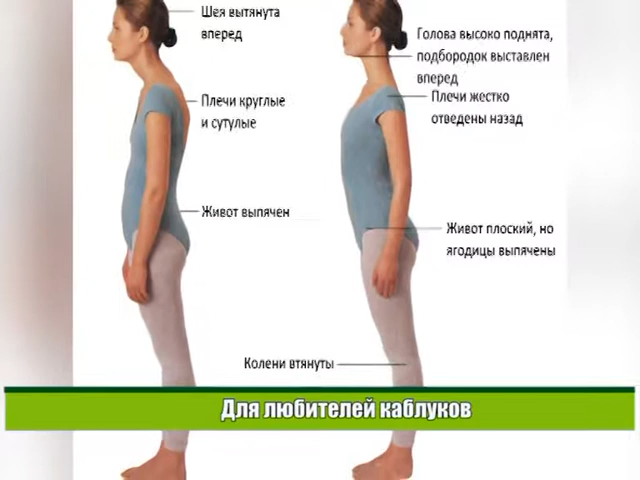 Шея вытянута
вперед
Плечи круглые
и сутулые
Живот выпячен
Голова высоко поднята,
подбородок выставлен
вперед
Плечи жестко
отведены назад
Живот плоский, но
ягодицы выпячены
Колени втянуты
Для любителей каблуков